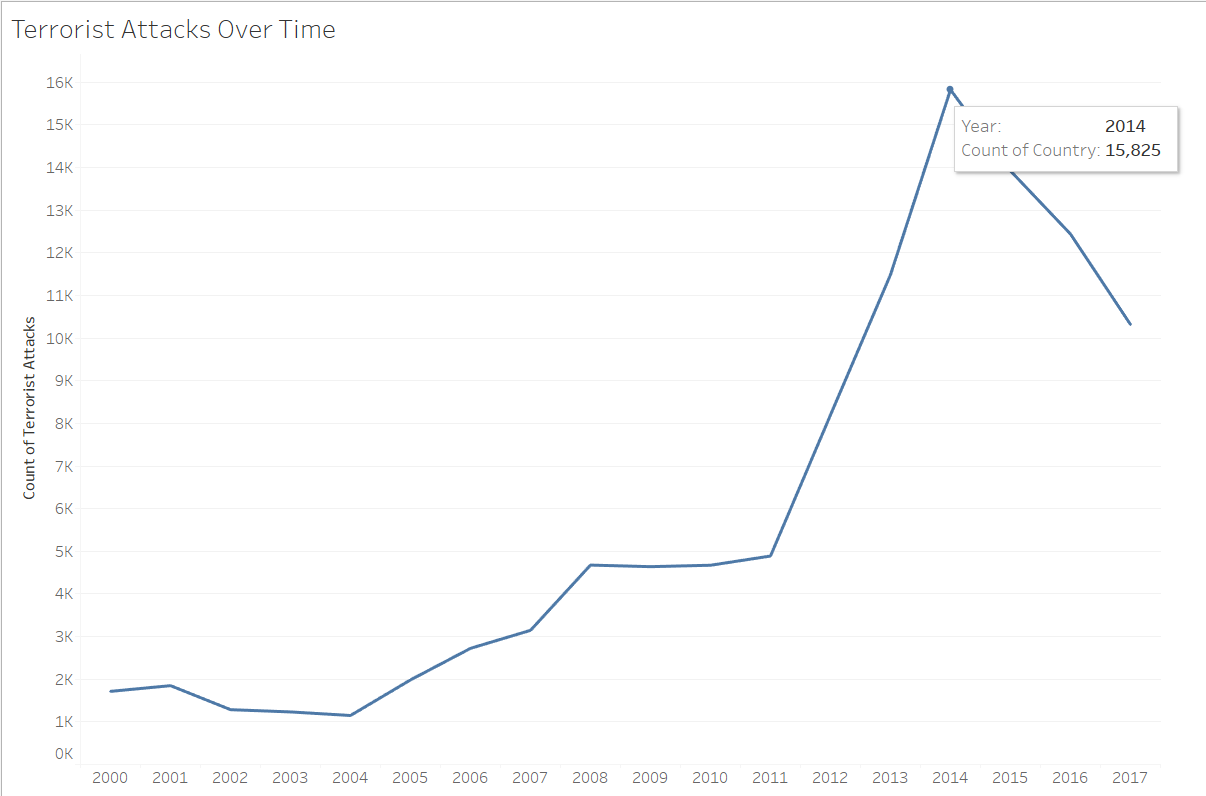 Terrorist Attacks Over Time
16K
15K
14K
13K
12K
11K
10K
9K
8K
7K
6K
5K
4K
3K
2K
1K
0K
Count of Terrorist Attacks
Year: 2014
Count of Country: 15,825
2000 2001 2002 2003 2004 2005 2006 2007 2008 2009 2010 2011 2012 2013 2014 2015 2016 2017